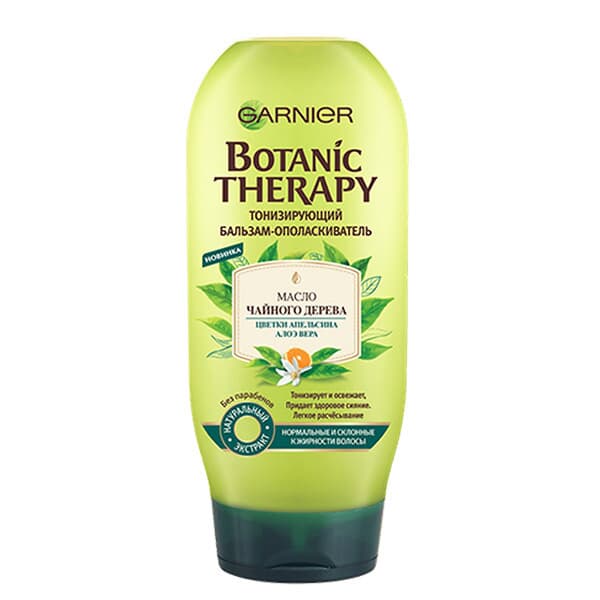 GARNIER
BOTANIC
THERAPY
ТОНИЗИРУЮЩИЙ
БАЛЬЗАМ-ОПОЛАСКИВАТЕЛЬ
НОВИНКА
МАСЛО
ЧАЙНОГО ДЕРЕВА
ЦВЕТКИ АПЕЛЬСИНА
АЛОЭ ВЕРА
Тонизирует и освежает,
Придает здоровое сияние.
Легкое расчёсывание
Без парабенов
НАТУРАЛЬНЫЙ
ЭКСТРАКТ
НОРМАЛЬНЫЕ И СКЛОННЫЕ
К ЖИРНОСТИ ВОЛОСЫ